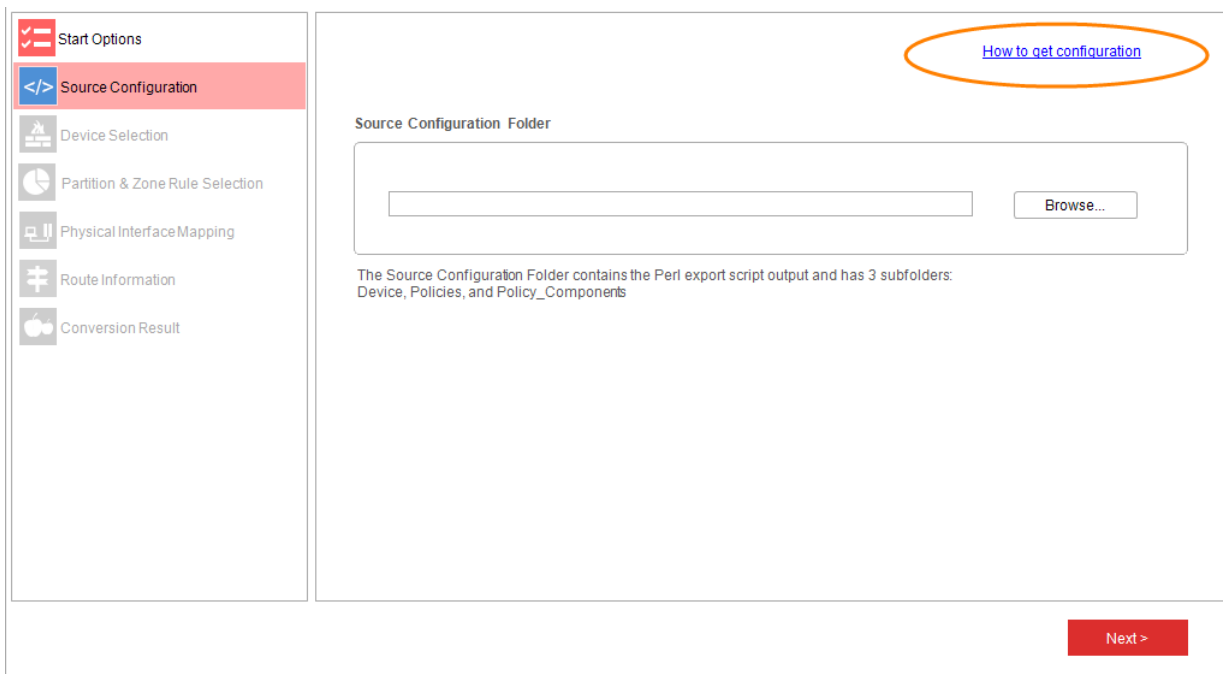 Start Options
Source Configuration
Device Selection
Partition & Zone Rule Selection
Physical Interface Mapping
Route Information
Conversion Result
How to get configuration
Source Configuration Folder
Browse...
The Source Configuration Folder contains the Perl export script output and has 3 subfolders:
Device, Policies, and Policy_Components
Next >